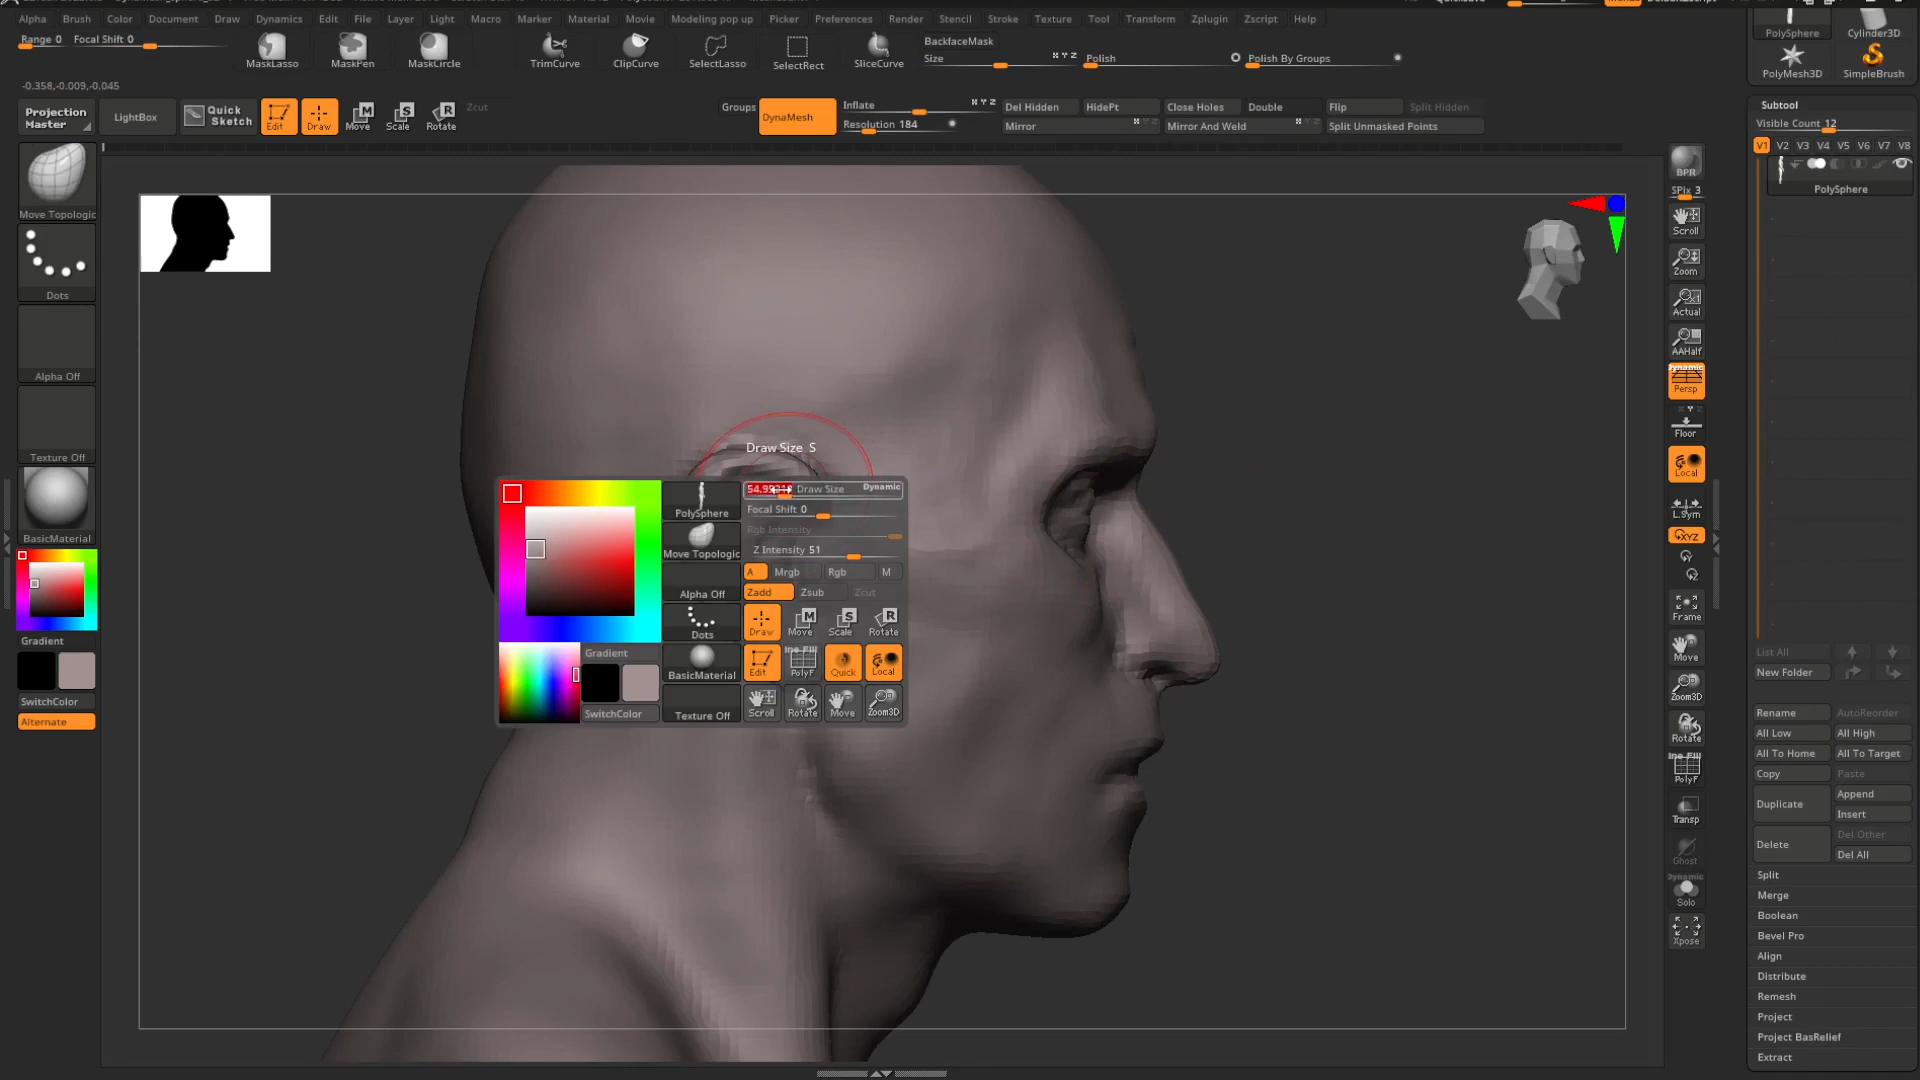 Alpha Brush Color Document Draw Dynamics Edit File Layer Light Macro Marker Material Movie Modeling pop up Picker Preferences Render Stencil Stroke Texture Tool Transform Zplugin Zscript Help
Range 0 Focal Shift 0
MaskLasso MaskPen MaskCircle TrimCurve ClipCurve SelectLasso SelectRect SliceCurve
BackfaceMask
Size Polish Polish By Groups
-0.358,-0.009,-0.045
Projection Master LightBox Quick Sketch Edit Draw Move Scale Rotate Zcut
Groups DynaMesh Inflate
Resolution 184
Del Hidden HidePt Close Holes Double Flip Split Hidden
Mirror Mirror And Weld Split Unmasked Points
Move Topologic
Dots
Alpha Off
Texture Off
BasicMaterial
Gradient
SwitchColor
Alternate
Draw Size S
PolySphere
Move Topologic
Alpha Off
Dots
BasicMaterial
Texture Off
Gradient
SwitchColor
Draw Size Dynamic
Focal Shift 0
Rgb Intensity
Z Intensity 51
A Mrgb Rgb M
Zadd Zsub Zcut
Draw Move Scale Rotate
Edit PolyF Quick Local
Scroll Rotate Move Zoom3D
BPR
SPix 3
Scroll
Zoom
Actual
AAHalf
Dynamic
Persp
Floor
Local
L.Sym
XYZ
Frame
Move
Zoom3D
Rotate
PolyF
Transp
Ghost
Dynamic
Solo
Xpose
PolySphere Cylinder3D
PolyMesh3D SimpleBrush
Subtool
Visible Count 12
V1 V2 V3 V4 V5 V6 V7 V8
PolySphere
List All
New Folder
Rename AutoReorder
All Low All High
All To Home All To Target
Copy Paste
Duplicate Append
Insert
Delete Del Other
Del All
Split
Merge
Boolean
Bevel Pro
Align
Distribute
Remesh
Project
Project BasRelief
Extract